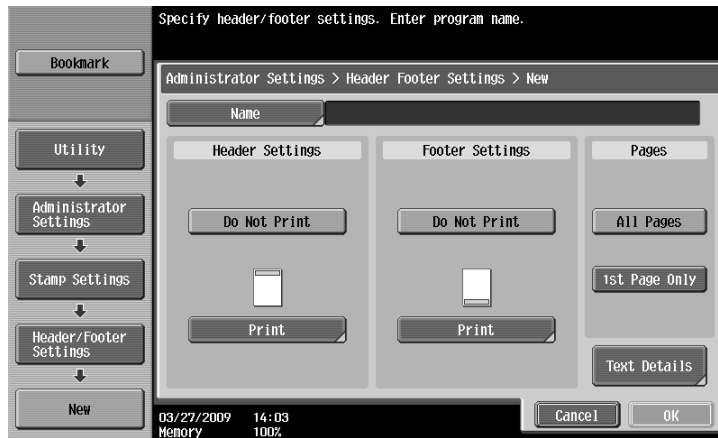 Specify header/footer settings. Enter program name.
Bookmark
Administrator Settings > Header Footer Settings > New
Name
Utility
Administrator
Settings
Stamp Settings
Header/Footer
Settings
New
Header Settings
Do Not Print
Print
Footer Settings
Do Not Print
Print
Pages
All Pages
1st Page Only
Text Details
03/27/2009 14:03
Memory 100%
Cancel
OK